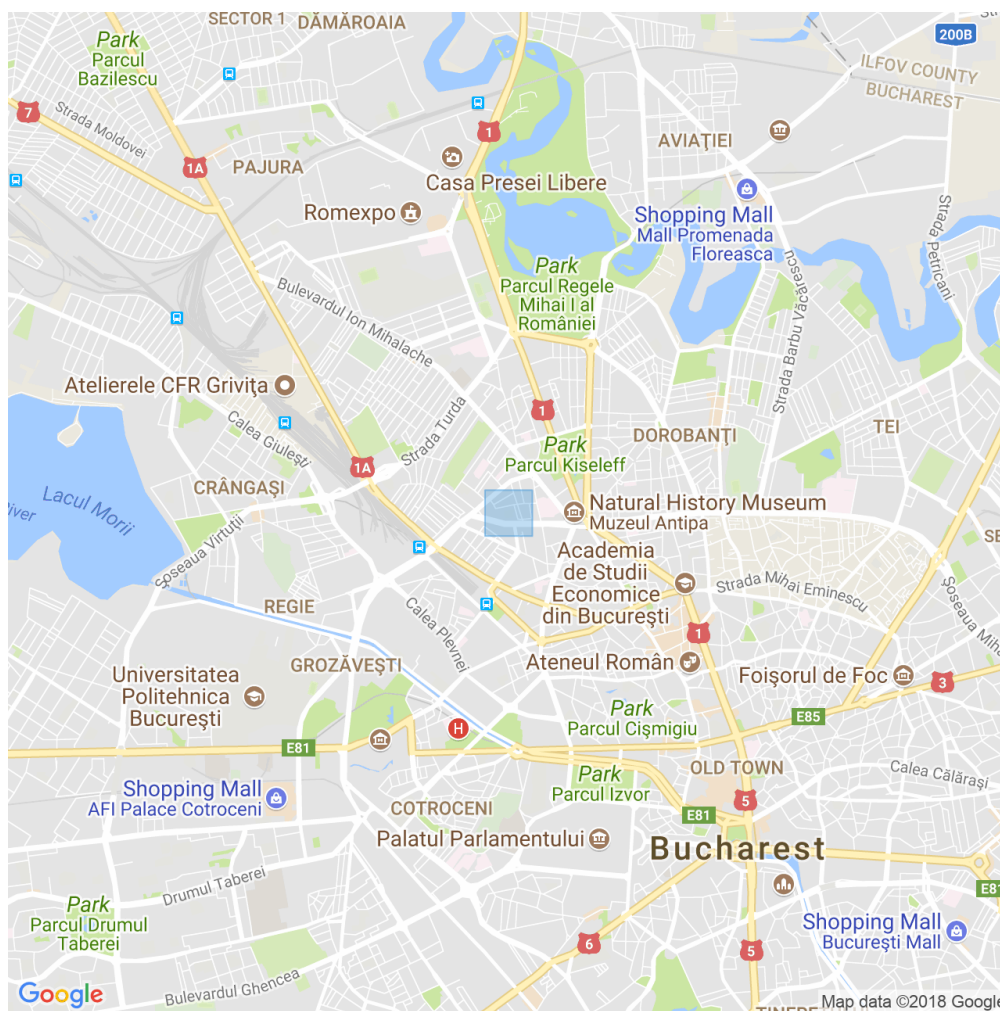 SECTOR 1
DĂMĂROAIA
Park
Parcul
Bazilescu
200B
ILFOV COUNTY
BUCHAREST
7
Strada Moldovei
1
AVIAȚIEI
1A
PAJURA
Casa Presei Libere
Romexpo
Shopping Mall
Mall Promenada
Floreasca
Strada Petricani
Park
Parcul Regele
Mihai I al
României
Bulevardul Ion Mihalache
Strada Barbu Văcărescu
Atelierele CFR Grivița
1
Calea Giulești
Strada Turda
DOROBANȚI
TEI
Park
Parcul Kiseleff
1A
CRÂNGAȘI
Lacul Morii
Natural History Museum
Muzeul Antipa
Șoseaua Virtuții
Academia
de Studii
Economice
din București
Strada Mihai Eminescu
Șoseaua Miha
REGIE
Calea Plevnei
1
GROZĂVEȘTI
Ateneul Român
Foișorul de Foc
3
Universitatea
Politehnica
București
Park
Parcul Cișmigiu
E85
H
E81
OLD TOWN
Calea Călărași
Park
Parcul Izvor
Shopping Mall
AFI Palace Cotroceni
COTROCENI
5
E81
Palatul Parlamentului
Bucharest
Drumul Taberei
E81
Park
Parcul Drumul
Taberei
Shopping Mall
București Mall
6
5
Bulevardul Ghencea
Google
Map data ©2018 Google